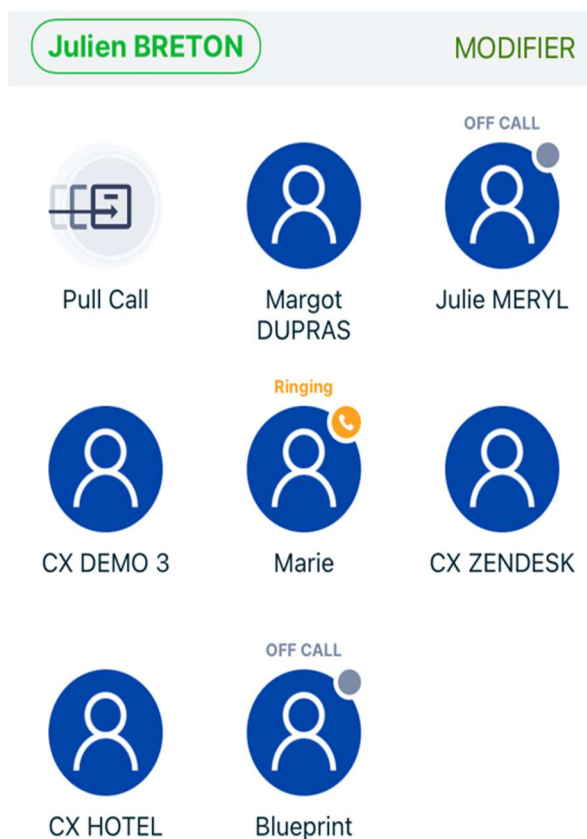 Julien BRETON
MODIFIER
OFF CALL
Pull Call
Margot
DUPRAS
Julie MERYL
Ringing
CX DEMO 3
Marie
CX ZENDESK
OFF CALL
CX HOTEL
Blueprint